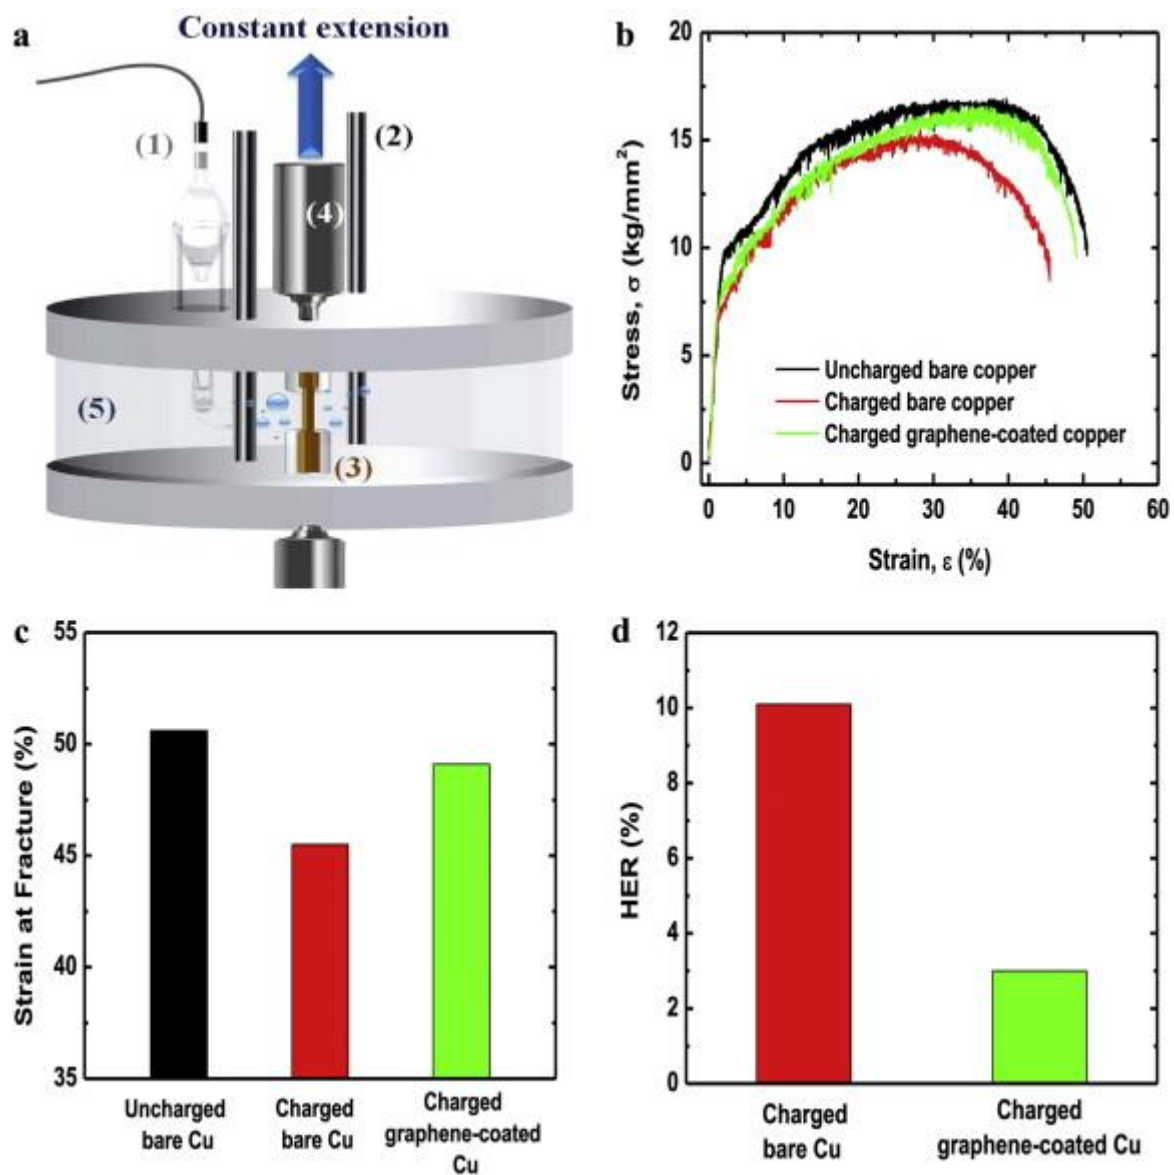 a
Constant extension
(1)
(2)
(4)
(5)
(3)
b
20
15
10
5
0
Stress, σ (kg/mm²)
Uncharged bare copper
Charged bare copper
Charged graphene-coated copper
0 10 20 30 40 50 60
Strain, ε (%)
c
55
50
45
40
35
Strain at Fracture (%)
Uncharged
bare Cu
Charged
bare Cu
Charged
graphene-coated
Cu
d
12
10
8
6
4
2
0
HER (%)
Charged
bare Cu
Charged
graphene-coated Cu